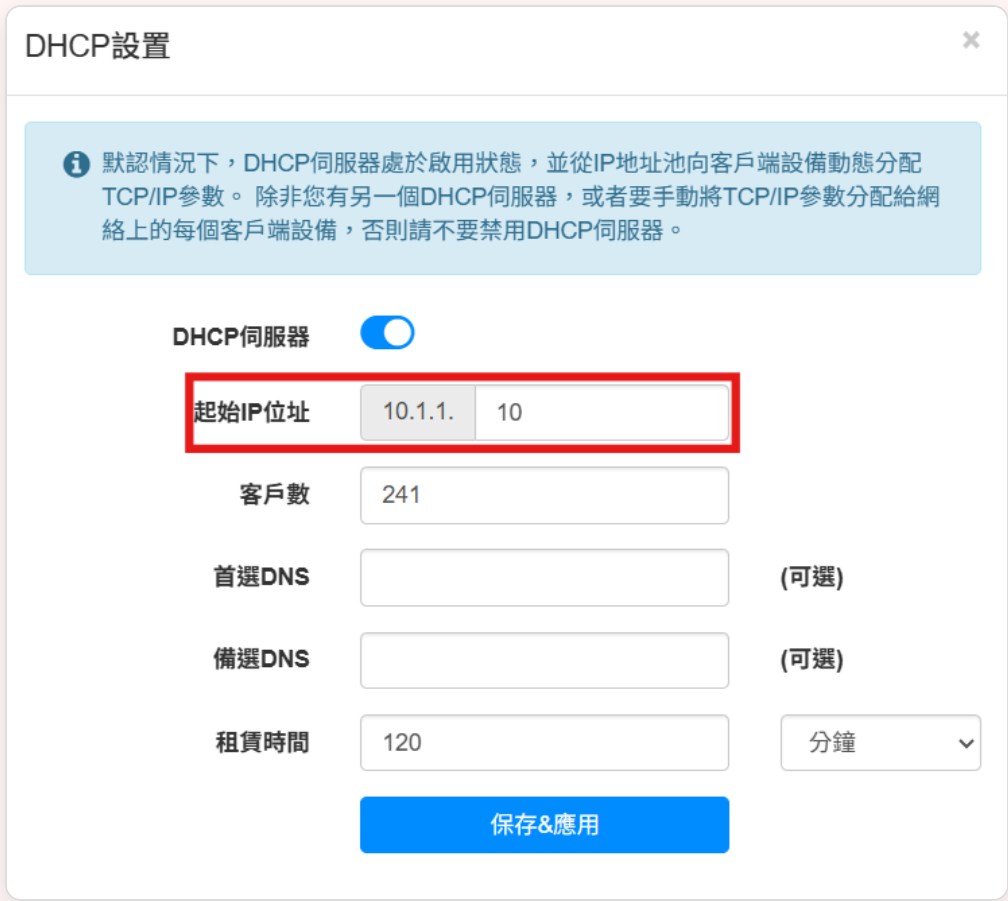 DHCP設置
×
默認情況下，DHCP伺服器處於啟用狀態，並從IP地址池向客戶端設備動態分配
TCP/IP參數。 除非您有另一個DHCP伺服器，或者要手動將TCP/IP參數分配給網
絡上的每個客戶端設備，否則請不要禁用DHCP伺服器。
DHCP伺服器
起始IP位址 10.1.1. 10
客戶數 241
首選DNS (可選)
備選DNS (可選)
租賃時間 120 分鐘
保存&應用